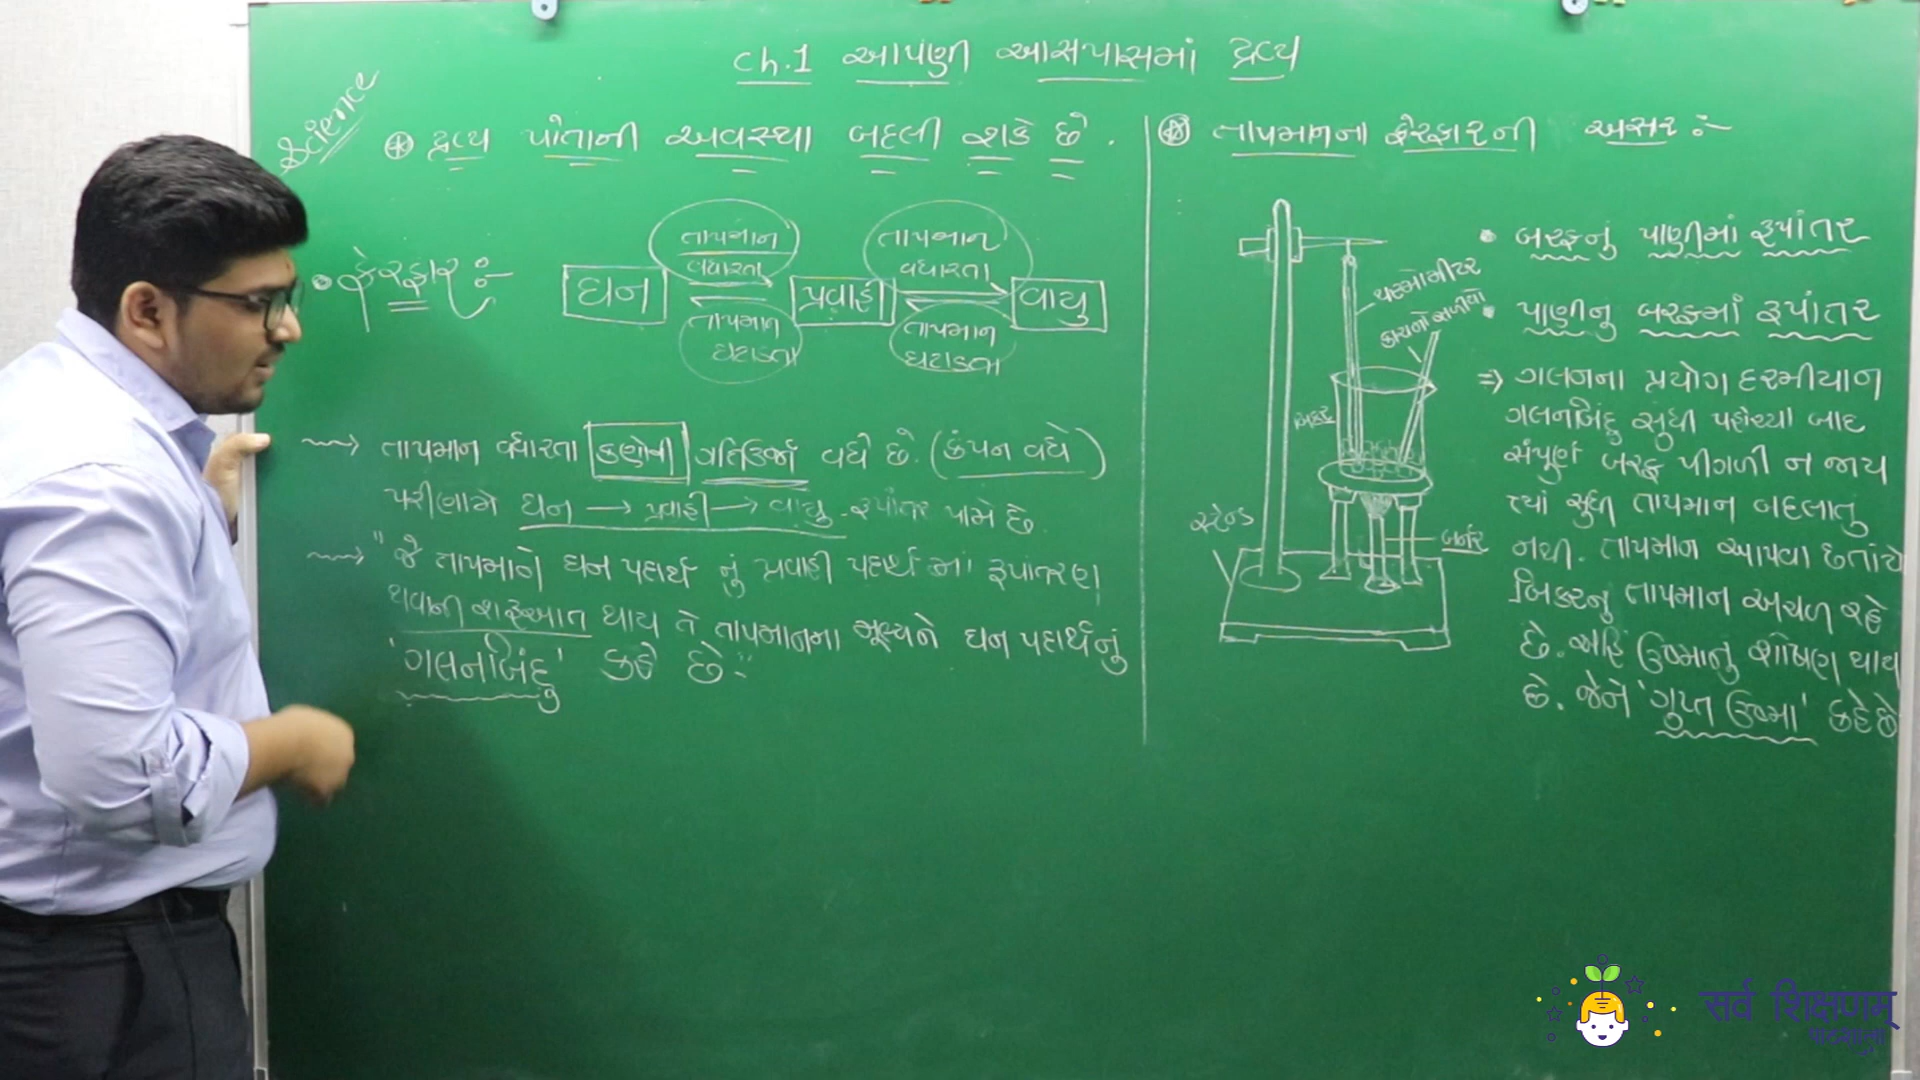 ch.1 આપણી આસપાસમાં દ્રવ્ય
Science
દ્રવ્ય પોતાની અવસ્થા બદલી શકે છે.
ફેરફાર :-
તાપમાન વધારતા
તાપમાન વધારતા
ઘન
પ્રવાહી
વાયુ
તાપમાન ઘટાડતા
તાપમાન ઘટાડતા
તાપમાન વધારતા કણોની ગતિઉર્જા વધે છે. (કંપન વધે)
પરીણામે ઘન → પ્રવાહી → વાયુ રૂપાંતર પામે છે.
"જે તાપમાને ઘન પદાર્થ નું પ્રવાહી પદાર્થ માં રૂપાંતરણ
થવાની શરૂઆત થાય તે તાપમાનના મૂલ્યને ઘન પદાર્થનું
'ગલનબિંદુ' કહે છે."
તાપમાનના ફેરફારની અસર :-
થરમોમીટર
કાચનો સળીયો
બિકર
સ્ટેન્ડ
બર્નર
• બરફનું પાણીમાં રૂપાંતર
• પાણીનુ બરફમાં રૂપાંતર
⇒ ગલનના પ્રયોગ દરમીયાન
ગલનબિંદુ સુધી પહોચ્યા બાદ
સંપૂર્ણ બરફ પીગળી ન જાય
ત્યાં સુધી તાપમાન બદલાતુ
નથી. તાપમાન આપવા છતાંયે
બિકરનુ તાપમાન અચળ રહે
છે. અહિ ઉષ્માનું શોષણ થાય
છે. જેને 'ગુપ્ત ઉષ્મા' કહે છે
सर्व शिक्षणम्
પાઠશાળા